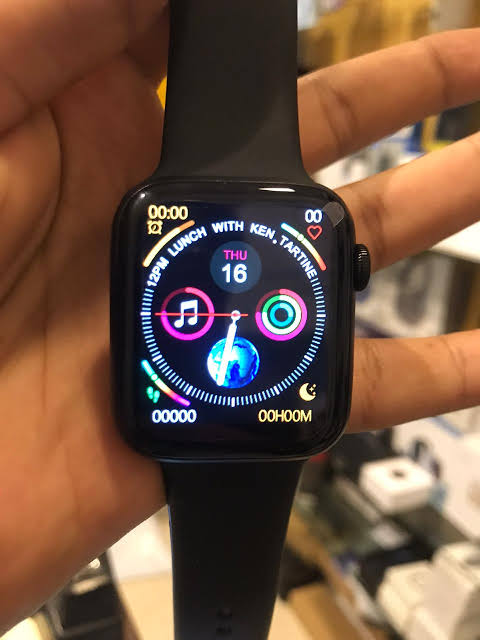 00:00
00
12PM LUNCH WITH KEN, TARTINE
THU
16
00000
00H00M